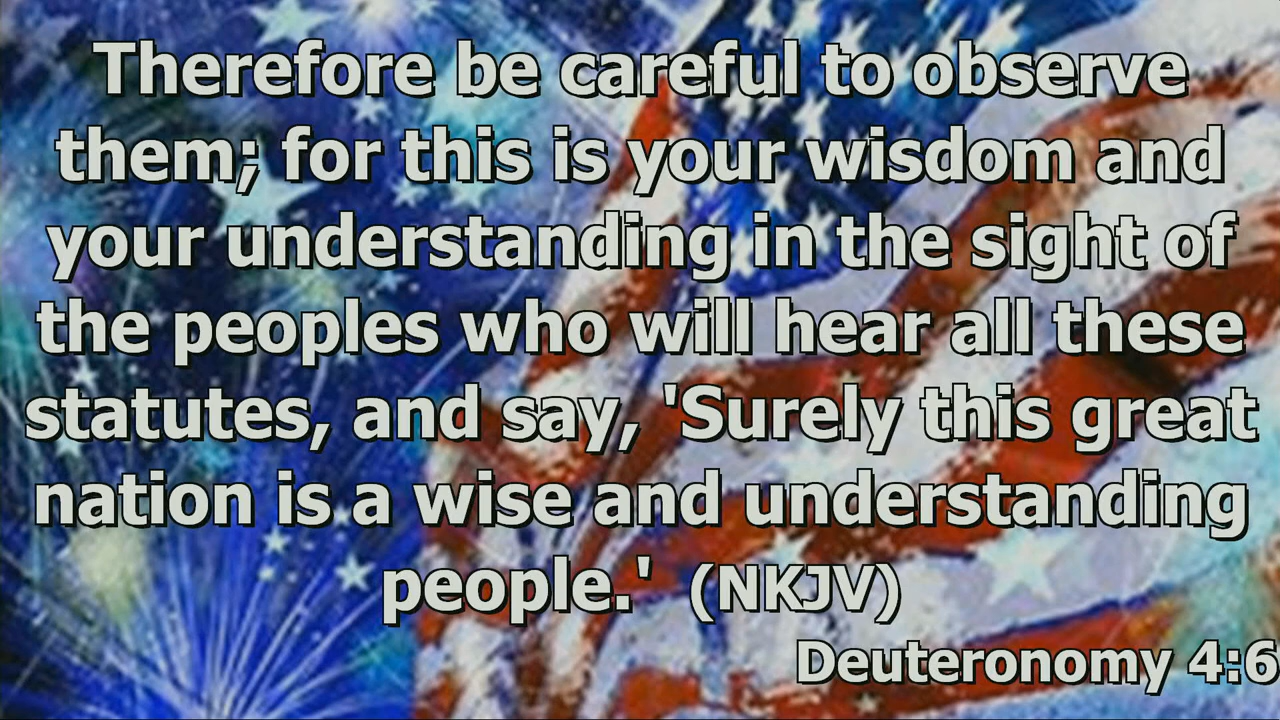 Therefore be careful to observe
them; for this is your wisdom and
your understanding in the sight of
the peoples who will hear all these
statutes, and say, 'Surely this great
nation is a wise and understanding
people.' (NKJV)
Deuteronomy 4:6